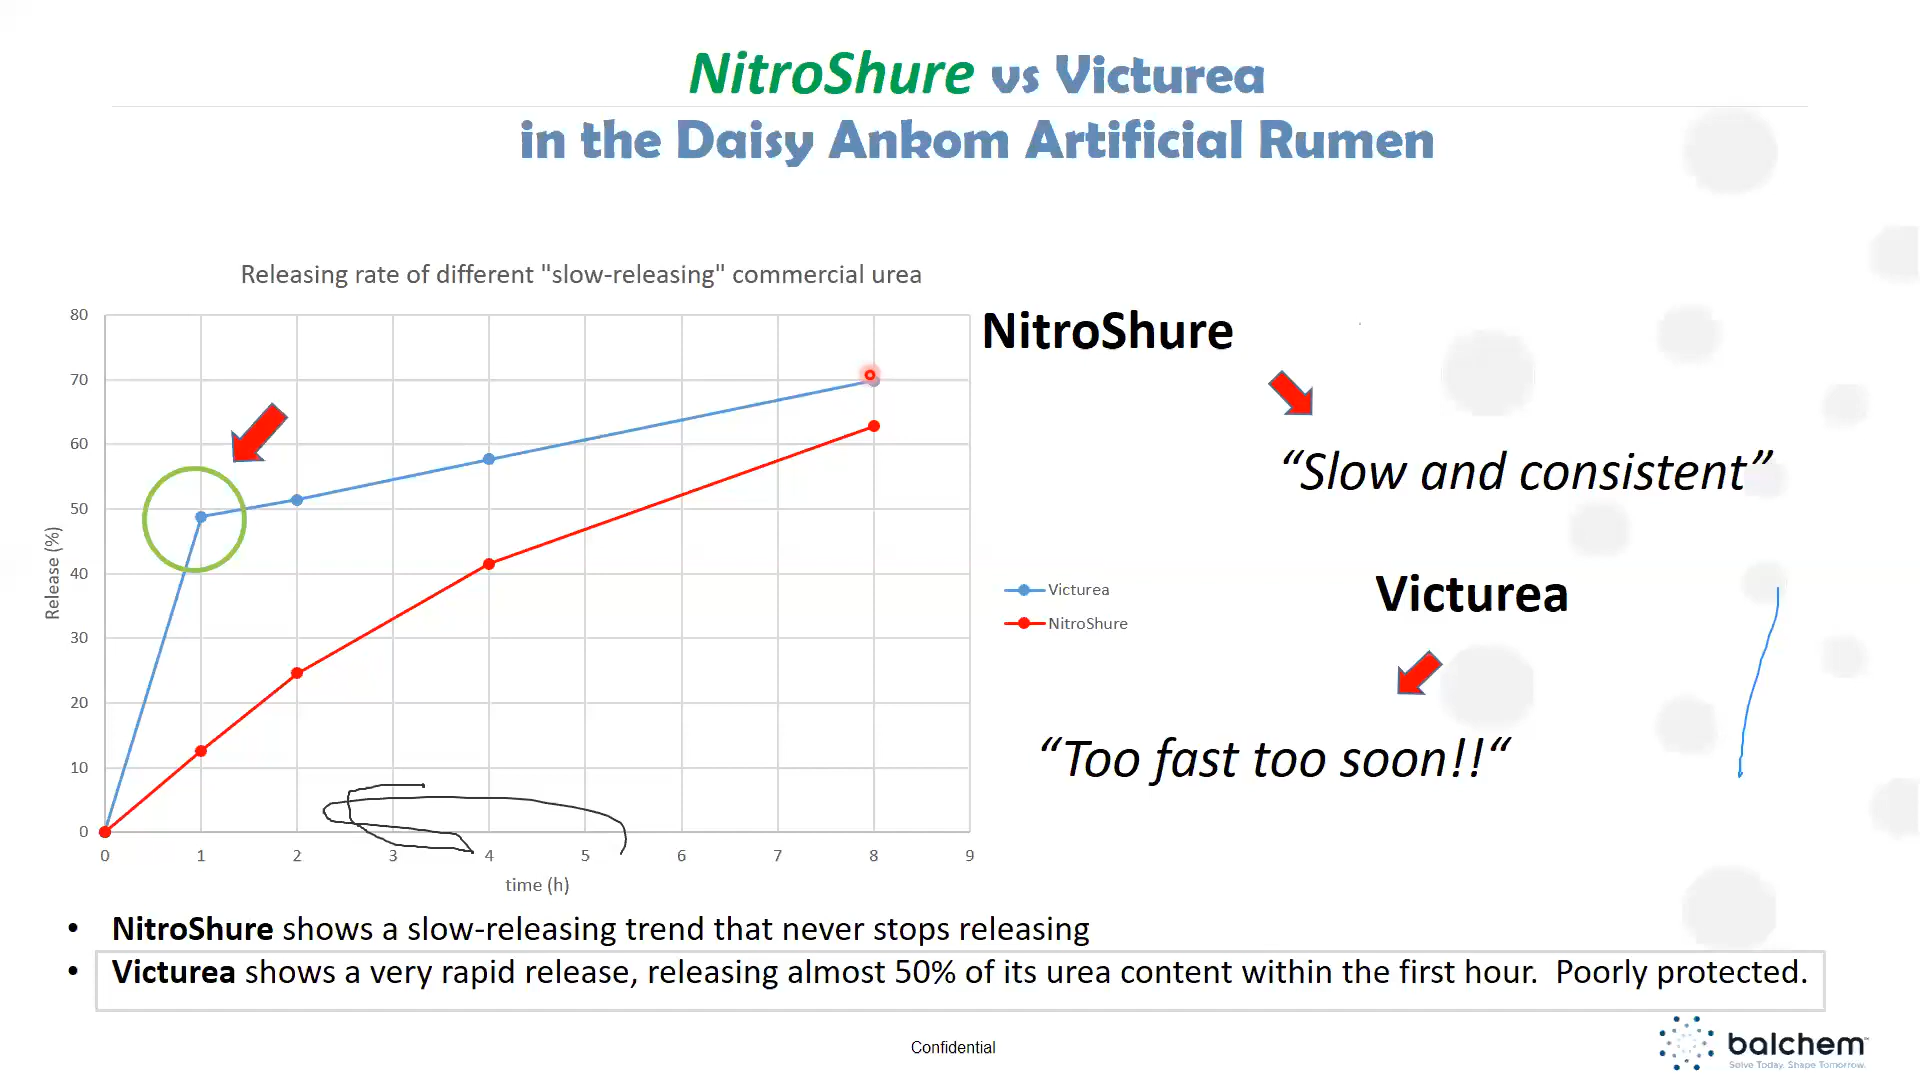 NitroShure vs Victurea
in the Daisy Ankom Artificial Rumen
Releasing rate of different "slow-releasing" commercial urea
80
70
60
50
40
30
20
10
0
Release (%)
0 1 2 3 4 5 6 7 8 9
time (h)
Victurea
NitroShure
NitroShure
“Slow and consistent”
Victurea
“Too fast too soon!!“
• NitroShure shows a slow-releasing trend that never stops releasing
• Victurea shows a very rapid release, releasing almost 50% of its urea content within the first hour. Poorly protected.
Confidential
balchem™
Solve Today. Shape Tomorrow.